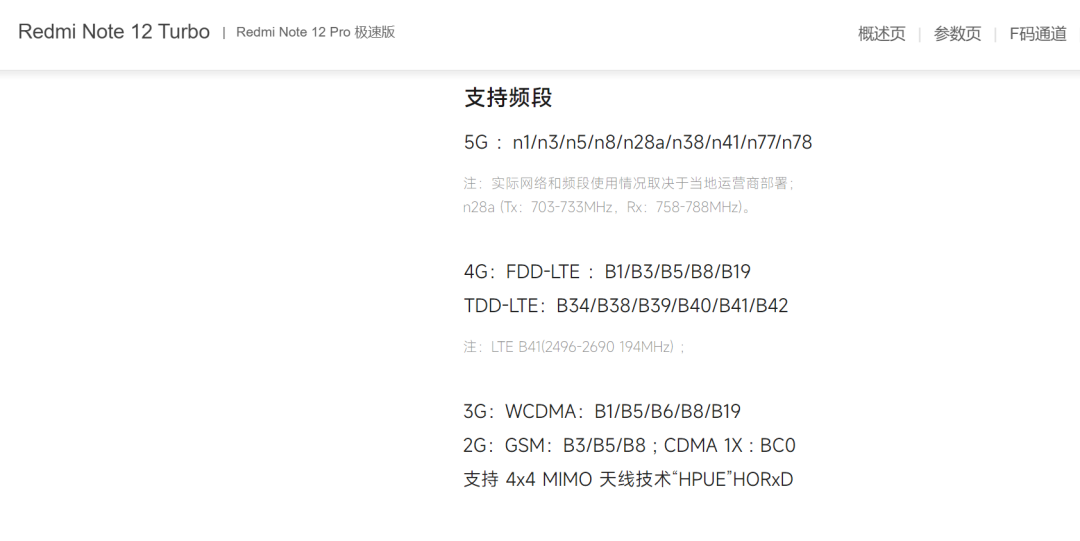 Redmi Note 12 Turbo | Redmi Note 12 Pro 极速版
概述页 | 参数页 | F码通道
支持频段
5G : n1/n3/n5/n8/n28a/n38/n41/n77/n78
注：实际网络和频段使用情况取决于当地运营商部署；
n28a (Tx：703-733MHz，Rx：758-788MHz)。
4G：FDD-LTE : B1/B3/B5/B8/B19
TDD-LTE：B34/B38/B39/B40/B41/B42
注：LTE B41(2496-2690 194MHz)；
3G：WCDMA：B1/B5/B6/B8/B19
2G：GSM：B3/B5/B8 ; CDMA 1X : BC0
支持 4x4 MIMO 天线技术“HPUE”HORxD